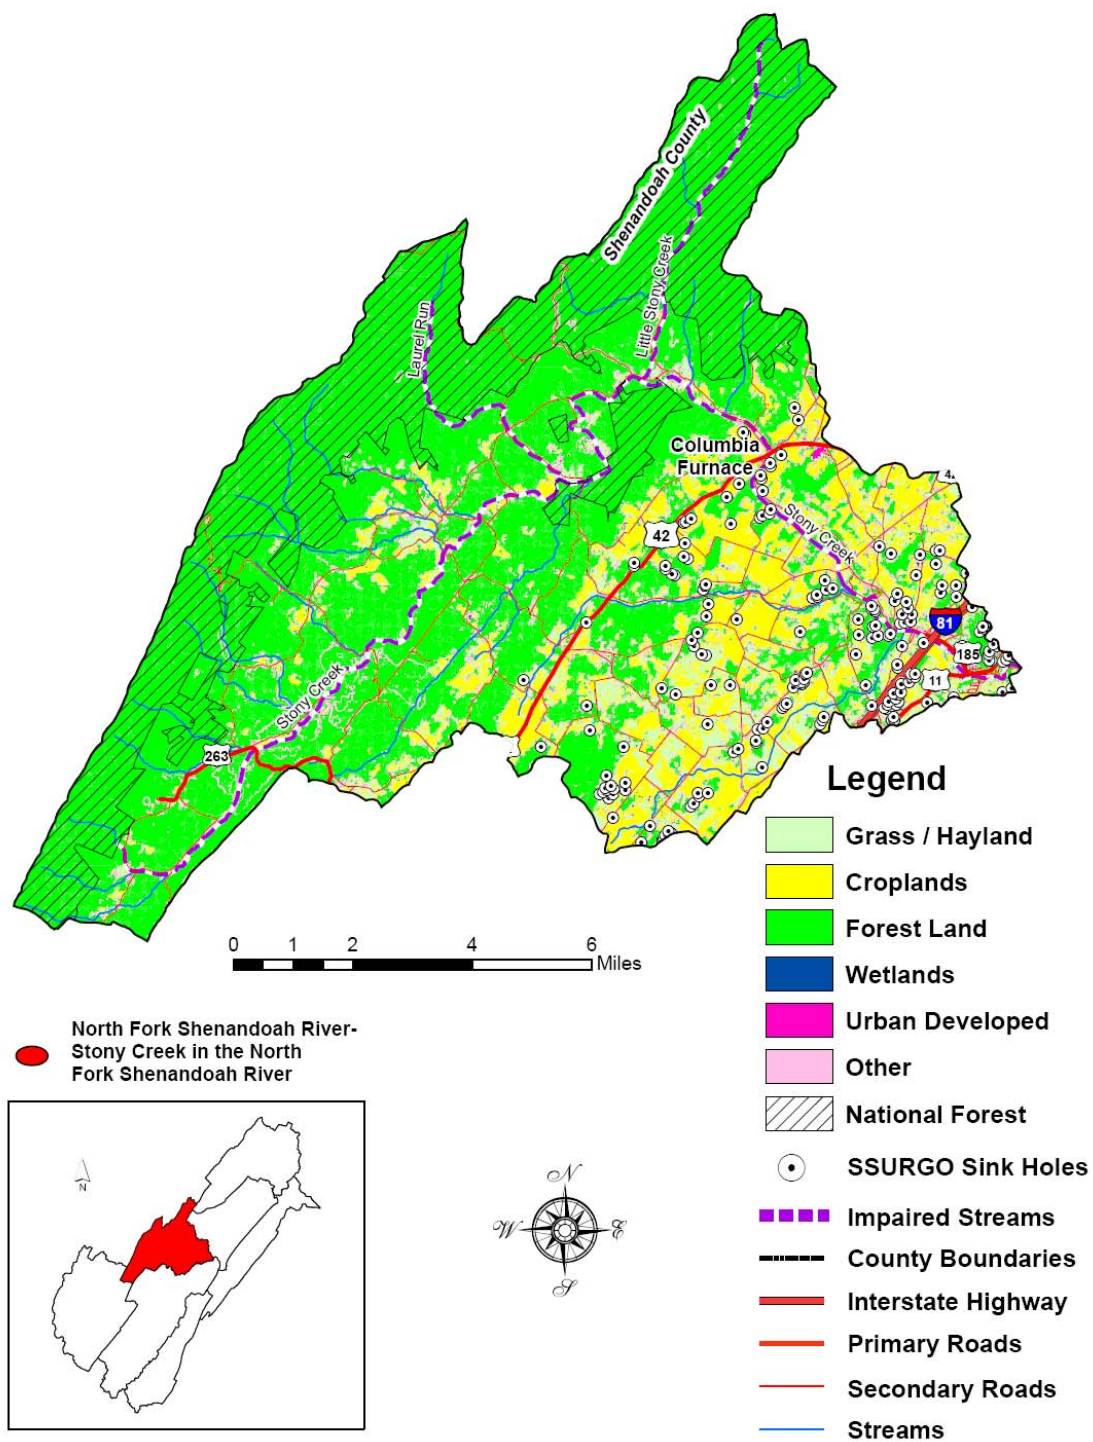 Shenandoah County
Little Stony Creek
Laurel Run
Columbia
Furnace
42
Stony Creek
42
81
185
11
Stony Creek
263
0 1 2 4 6
Miles
Legend
Grass / Hayland
Croplands
Forest Land
Wetlands
Urban Developed
Other
National Forest
SSURGO Sink Holes
Impaired Streams
County Boundaries
Interstate Highway
Primary Roads
Secondary Roads
Streams
North Fork Shenandoah River-
Stony Creek in the North
Fork Shenandoah River
N
N
W
E
S